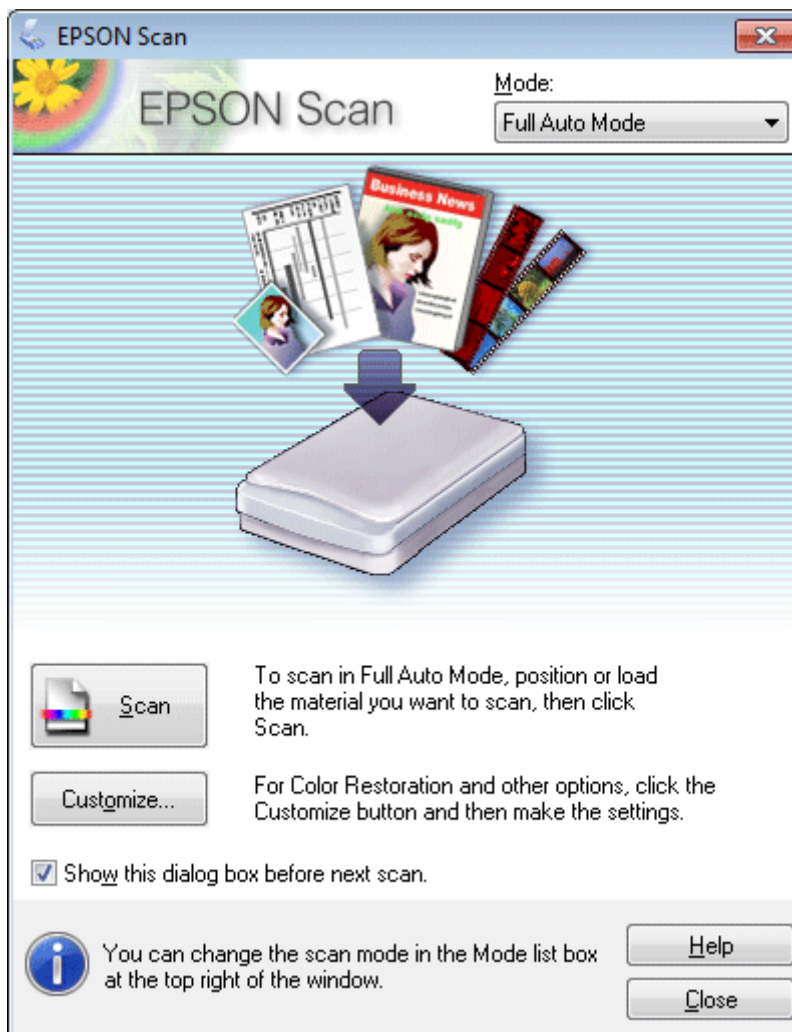 EPSON Scan
EPSON Scan
Mode:
Full Auto Mode
Business News
Scan
To scan in Full Auto Mode, position or load
the material you want to scan, then click
Scan.
Customize...
For Color Restoration and other options, click the
Customize button and then make the settings.
Show this dialog box before next scan.
You can change the scan mode in the Mode list box
at the top right of the window.
Help
Close